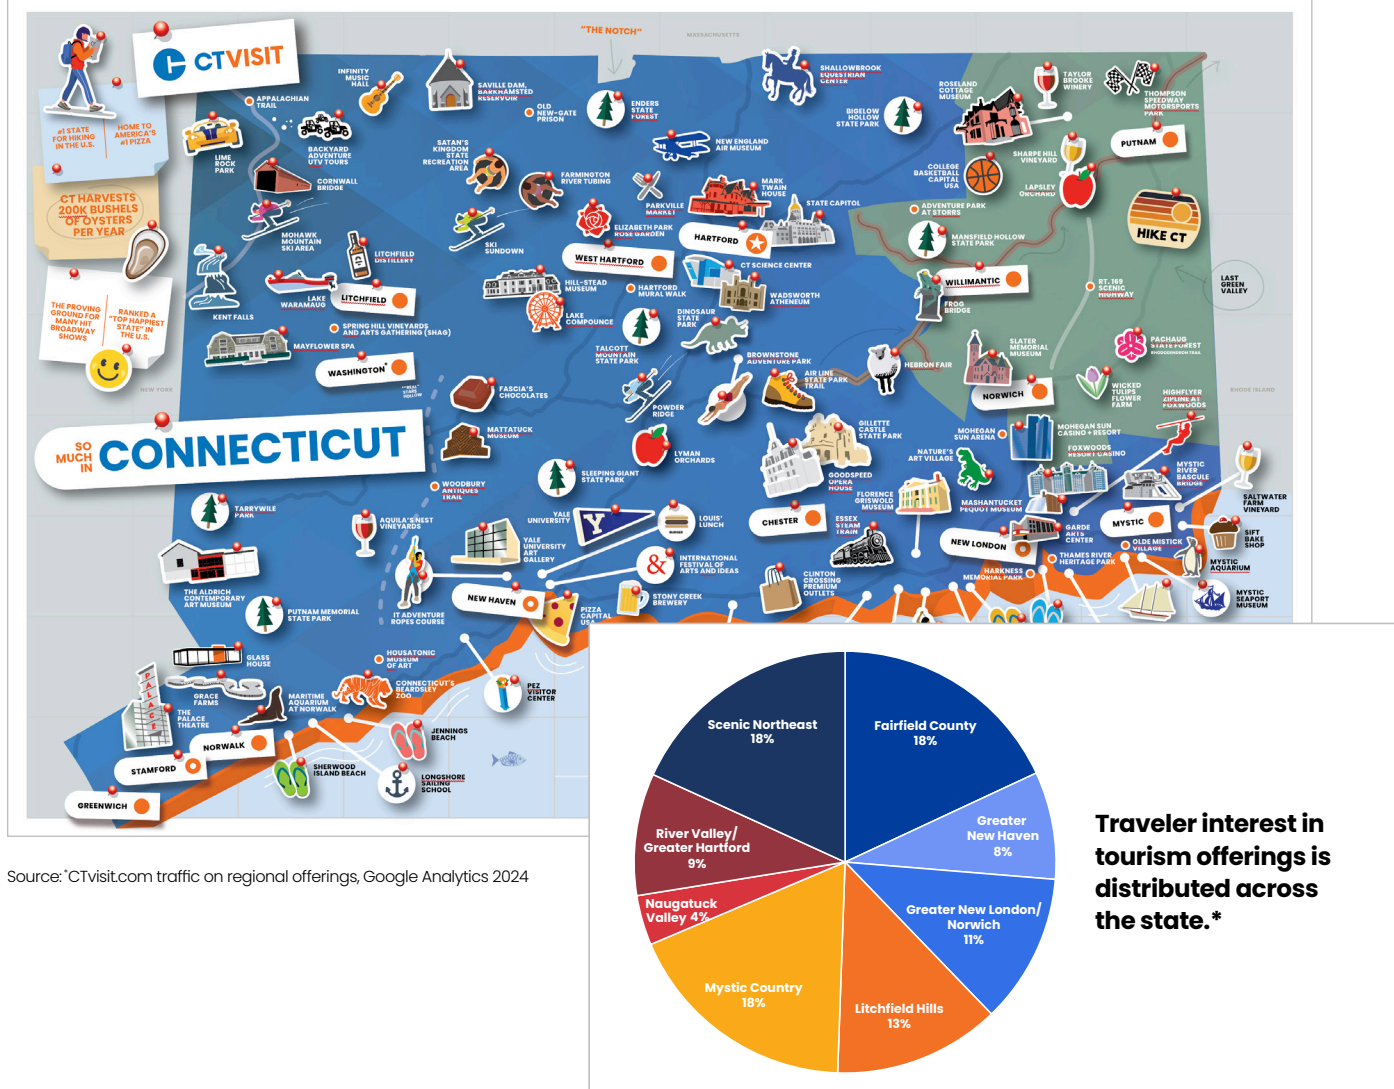 "THE NOTCH"
MASSACHUSETTS
CTVISIT
#1 STATE
FOR HIKING
IN THE U.S.
HOME TO
AMERICA'S
#1 PIZZA
CT HARVESTS
200K BUSHELS
OF OYSTERS
PER YEAR
THE PROVING
GROUND FOR
MANY HIT
BROADWAY
SHOWS
RANKED A
"TOP HAPPIEST
STATE" IN
THE U.S.
NEW YORK
APPALACHIAN
TRAIL
LIME
ROCK
PARK
BACKYARD
ADVENTURE
UTV TOURS
INFINITY
MUSIC
HALL
SAVILLE DAM,
BARKHAMSTED
RESERVOIR
OLD
NEW-GATE
PRISON
ENDERS
STATE
FOREST
SHALLOWBROOK
EQUESTRIAN
CENTER
BIGELOW
HOLLOW
STATE PARK
ROSELAND
COTTAGE
MUSEUM
TAYLOR
BROOKE
WINERY
THOMPSON
SPEEDWAY
MOTORSPORTS
PARK
PUTNAM
CORNWALL
BRIDGE
SATAN'S
KINGDOM
STATE
RECREATION
AREA
FARMINGTON
RIVER TUBING
NEW ENGLAND
AIR MUSEUM
PARKVILLE
MARKET
MARK
TWAIN
HOUSE
STATE CAPITOL
COLLEGE
BASKETBALL
CAPITAL
USA
SHARPE HILL
VINEYARD
LAPSLEY
ORCHARD
HIKE CT
MOHAWK
MOUNTAIN
SKI AREA
LITCHFIELD
DISTILLERY
SKI
SUNDOWN
ELIZABETH PARK
ROSE GARDEN
HARTFORD
WEST HARTFORD
ADVENTURE PARK
AT STORRS
MANSFIELD HOLLOW
STATE PARK
WILLIMANTIC
FROG
BRIDGE
RT. 169
SCENIC
HIGHWAY
LAST
GREEN
VALLEY
KENT FALLS
LAKE
WARAMAUG
LITCHFIELD
HILL-STEAD
MUSEUM
HARTFORD
MURAL WALK
CT SCIENCE CENTER
WADSWORTH
ATHENEUM
SPRING HILL VINEYARDS
AND ARTS GATHERING (SHAG)
MAYFLOWER SPA
WASHINGTON*
LAKE
COMPOUNCE
TALCOTT
MOUNTAIN
STATE PARK
DINOSAUR
STATE
PARK
BROWNSTONE
ADVENTURE PARK
AIR LINE
STATE PARK
TRAIL
HEBRON FAIR
SLATER
MEMORIAL
MUSEUM
NORWICH
PACHAUG
STATE FOREST
RHODODENDRON TRAIL
RHODE ISLAND
WICKED
TULIPS
FLOWER
FARM
HIGHFLYER
ZIPLINE AT
FOXWOODS
FASCIA'S
CHOCOLATES
POWDER
RIDGE
SO
MUCH
IN
CONNECTICUT
MATTATUCK
MUSEUM
LYMAN
ORCHARDS
GILLETTE
CASTLE
STATE PARK
GOODSPEED
OPERA
HOUSE
NATURE'S
ART VILLAGE
MOHEGAN
SUN ARENA
MOHEGAN SUN
CASINO + RESORT
FOXWOODS
RESORT CASINO
MYSTIC
RIVER
BASCULE
BRIDGE
SALTWATER
FARM
VINEYARD
WOODBURY
ANTIQUES
TRAIL
SLEEPING GIANT
STATE PARK
FLORENCE
GRISWOLD
MUSEUM
MASHANTUCKET
PEQUOT MUSEUM
TARRYWILE
PARK
AQUILA'S NEST
VINEYARDS
YALE
UNIVERSITY
Y
LOUIS'
LUNCH
CHESTER
ESSEX
STEAM
TRAIN
NEW LONDON
GARDE
ARTS
CENTER
MYSTIC
OLDE MISTICK
VILLAGE
SIFT
BAKE
SHOP
YALE
UNIVERSITY
ART
GALLERY
&
INTERNATIONAL
FESTIVAL OF
ARTS AND IDEAS
HARKNESS
MEMORIAL PARK
THAMES RIVER
HERITAGE PARK
MYSTIC
AQUARIUM
THE ALDRICH
CONTEMPORARY
ART MUSEUM
PUTNAM MEMORIAL
STATE PARK
IT ADVENTURE
ROPES COURSE
NEW HAVEN
PIZZA
CAPITAL
USA
STONY CREEK
BREWERY
CLINTON
CROSSING
PREMIUM
OUTLETS
MYSTIC
SEAPORT
MUSEUM
GLASS
HOUSE
HOUSATONIC
MUSEUM
OF ART
GRACE
FARMS
PALACE
THE
PALACE
THEATRE
MARITIME
AQUARIUM
AT NORWALK
CONNECTICUT'S
BEARDSLEY
ZOO
PEZ
VISITOR
CENTER
NORWALK
STAMFORD
GREENWICH
JENNINGS
BEACH
SHERWOOD
ISLAND BEACH
LONGSHORE
SAILING
SCHOOL
Source: *CTvisit.com traffic on regional offerings, Google Analytics 2024
Scenic Northeast
18%
Fairfield County
18%
Greater
New Haven
8%
River Valley/
Greater Hartford
9%
Naugatuck
Valley 4%
Greater New London/
Norwich
11%
Mystic Country
18%
Litchfield Hills
13%
Traveler interest in
tourism offerings is
distributed across
the state.*